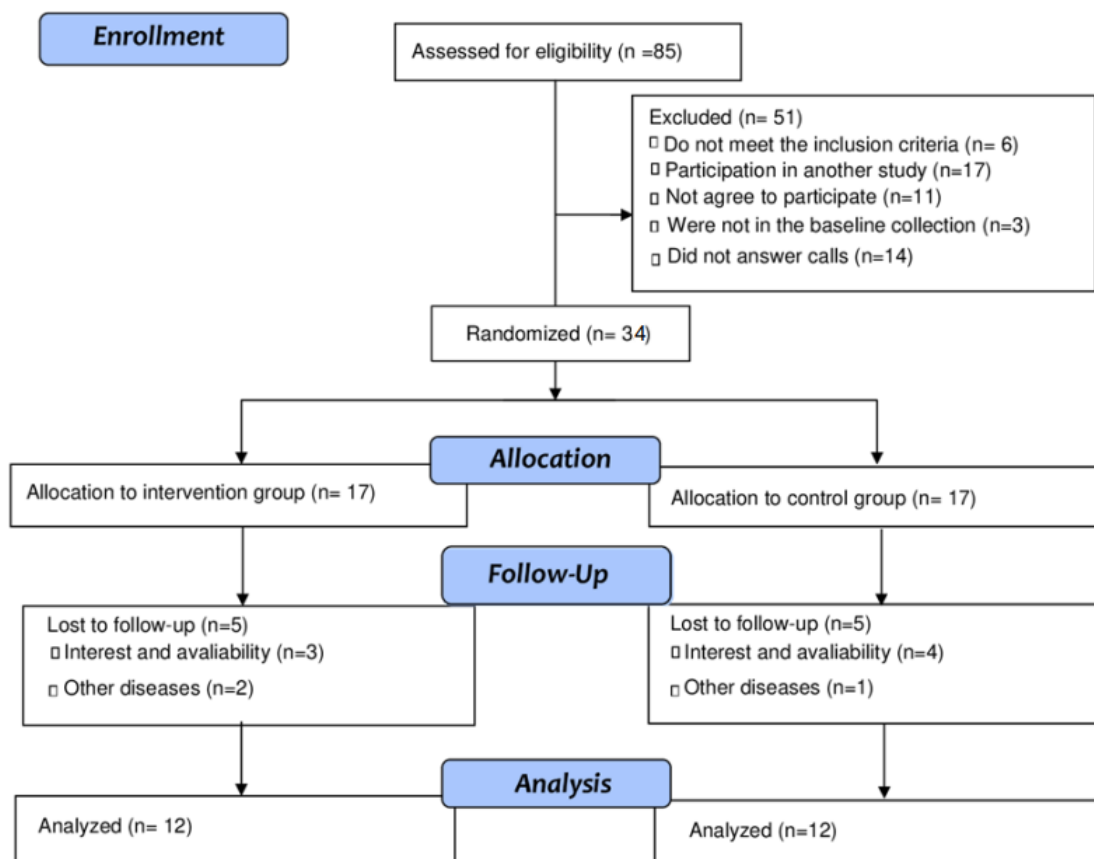 Enrollment
Assessed for eligibility (n =85)
Excluded (n= 51)
Do not meet the inclusion criteria (n= 6)
Participation in another study (n=17)
Not agree to participate (n=11)
Were not in the baseline collection (n=3)
Did not answer calls (n=14)
Randomized (n= 34)
Allocation
Allocation to intervention group (n= 17)
Allocation to control group (n= 17)
Follow-Up
Lost to follow-up (n=5)
Interest and avaliability (n=3)
Other diseases (n=2)
Lost to follow-up (n=5)
Interest and avaliability (n=4)
Other diseases (n=1)
Analysis
Analyzed (n= 12)
Analyzed (n=12)